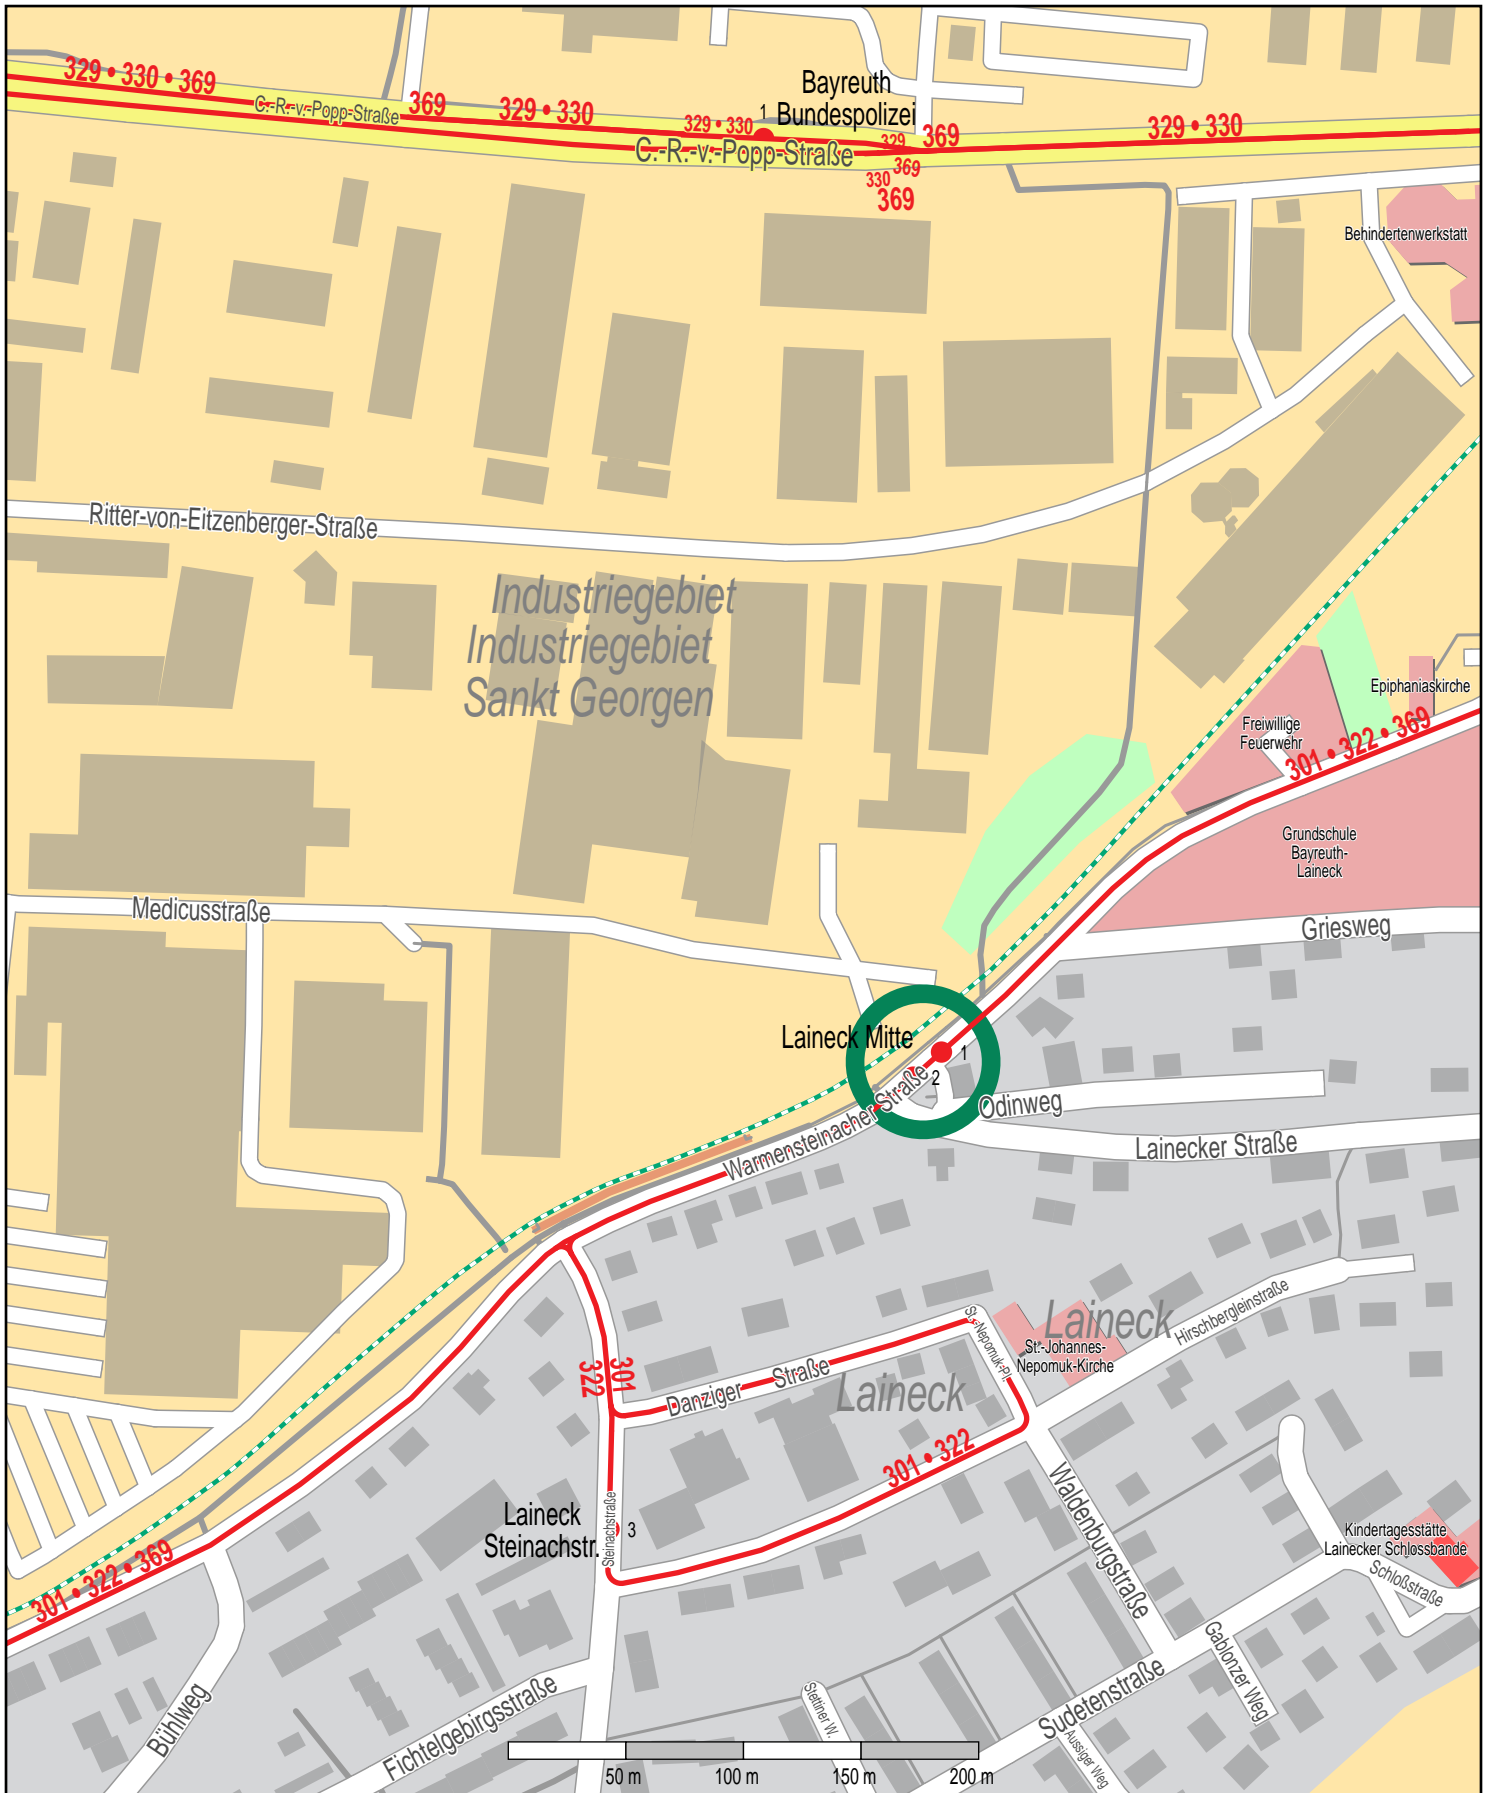 329 • 330 • 369
C.-R.-v.-Popp-Straße
369
329 • 330
329 • 330
1
Bayreuth
Bundespolizei
C.-R.-v.-Popp-Straße
329
369
329 • 330
330
369
369
Behindertenwerkstatt
Ritter-von-Eitzenberger-Straße
Industriegebiet
Industriegebiet
Sankt Georgen
Epiphaniaskirche
Freiwillige
Feuerwehr
301 • 322 • 369
Grundschule
Bayreuth-
Laineck
Medicusstraße
Griesweg
Laineck Mitte
1
2
Warmensteinacher Straße
Odinweg
Lainecker Straße
Hirschbergleinstraße
St.-Nepomuk-Pl.
Laineck
St.-Johannes-
Nepomuk-Kirche
322
301
Danziger Straße
Laineck
301 • 322
Laineck
Steinachstr.
3
Steinachstraße
Waldenburgstraße
Kindertagesstätte
Lainecker Schlossbande
Schloßstraße
301 • 322 • 369
Bühlweg
Fichtelgebirgsstraße
Stettiner W.
Sudetenstraße
Gablonzer Weg
Aussiger Weg
50 m
100 m
150 m
200 m